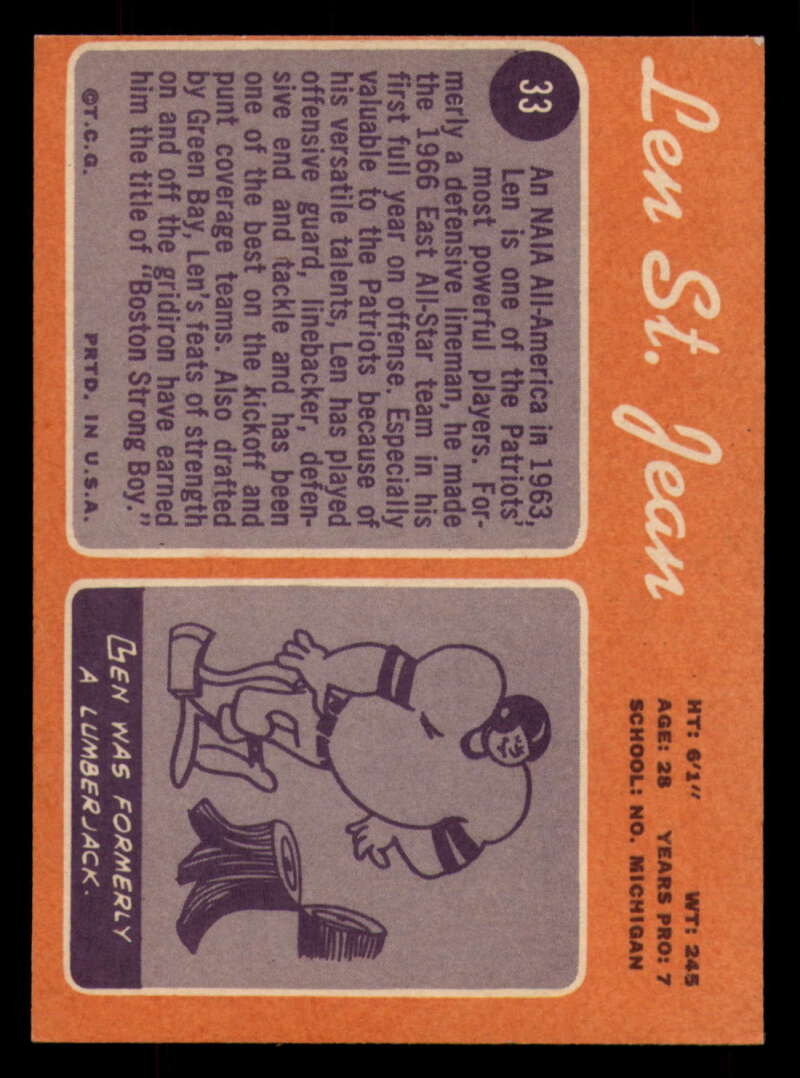 Len St. Jean
HT: 6'1" WT: 245
AGE: 28 YEARS PRO: 7
SCHOOL: NO. MICHIGAN
33
An NAIA All-America in 1963,
Len is one of the Patriots'
most powerful players. For-
merly a defensive lineman, he made
the 1966 East All-Star team in his
first full year on offense. Especially
valuable to the Patriots because of
his versatile talents, Len has played
offensive guard, linebacker, defen-
sive end and tackle and has been
one of the best on the kickoff and
punt coverage teams. Also drafted
by Green Bay, Len's feats of strength
on and off the gridiron have earned
him the title of "Boston Strong Boy."
©T.C.G. PRTD. IN U.S.A.
LEN WAS FORMERLY
A LUMBERJACK.